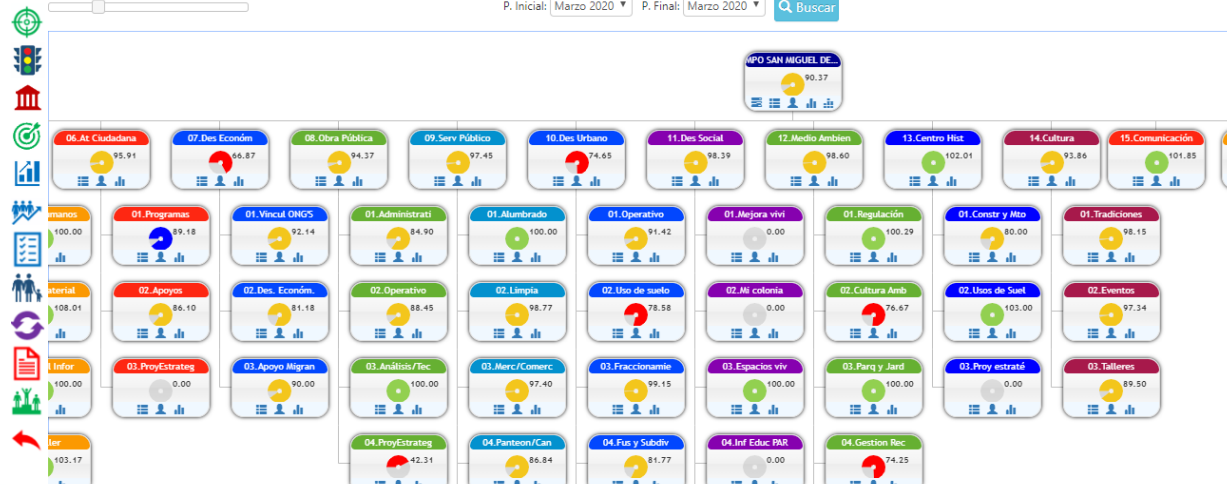 P. Inicial: Marzo 2020 P. Final: Marzo 2020 Buscar
MPO SAN MIGUEL DE...
90.37
06.At Ciudadana 07.Des Económ 08.Obra Pública 09.Serv Público 10.Des Urbano 11.Des Social 12.Medio Ambien 13.Centro Hist 14.Cultura 15.Comunicación
95.91 66.87 94.37 97.45 74.65 98.39 98.60 102.01 93.86 101.85
manos 01.Programas 01.Vincul ONG'S 01.Administrati 01.Alumbrado 01.Operativo 01.Mejora vivi 01.Regulación 01.Constr y Mto 01.Tradiciones
100.00 89.18 92.14 84.90 100.00 91.42 0.00 100.29 80.00 98.15
aterial 02.Apoyos 02.Des. Económ. 02.Operativo 02.Limpia 02.Uso de suelo 02.Mi colonia 02.Cultura Amb 02.Usos de Suel 02.Eventos
108.01 86.10 81.18 88.45 98.77 78.58 0.00 76.67 103.00 97.34
l Infor 03.ProyEstrateg 03.Apoyo Migran 03.Análisis/Tec 03.Merc/Comerc 03.Fraccionamie 03.Espacios viv 03.Parq y Jard 03.Proy estraté 03.Talleres
100.00 0.00 90.00 100.00 97.40 99.15 100.00 100.00 0.00 89.50
ler 04.ProyEstrateg 04.Panteon/Can 04.Fus y Subdiv 04.Inf Educ PAR 04.Gestion Rec
103.17 42.31 86.84 81.77 0.00 74.25